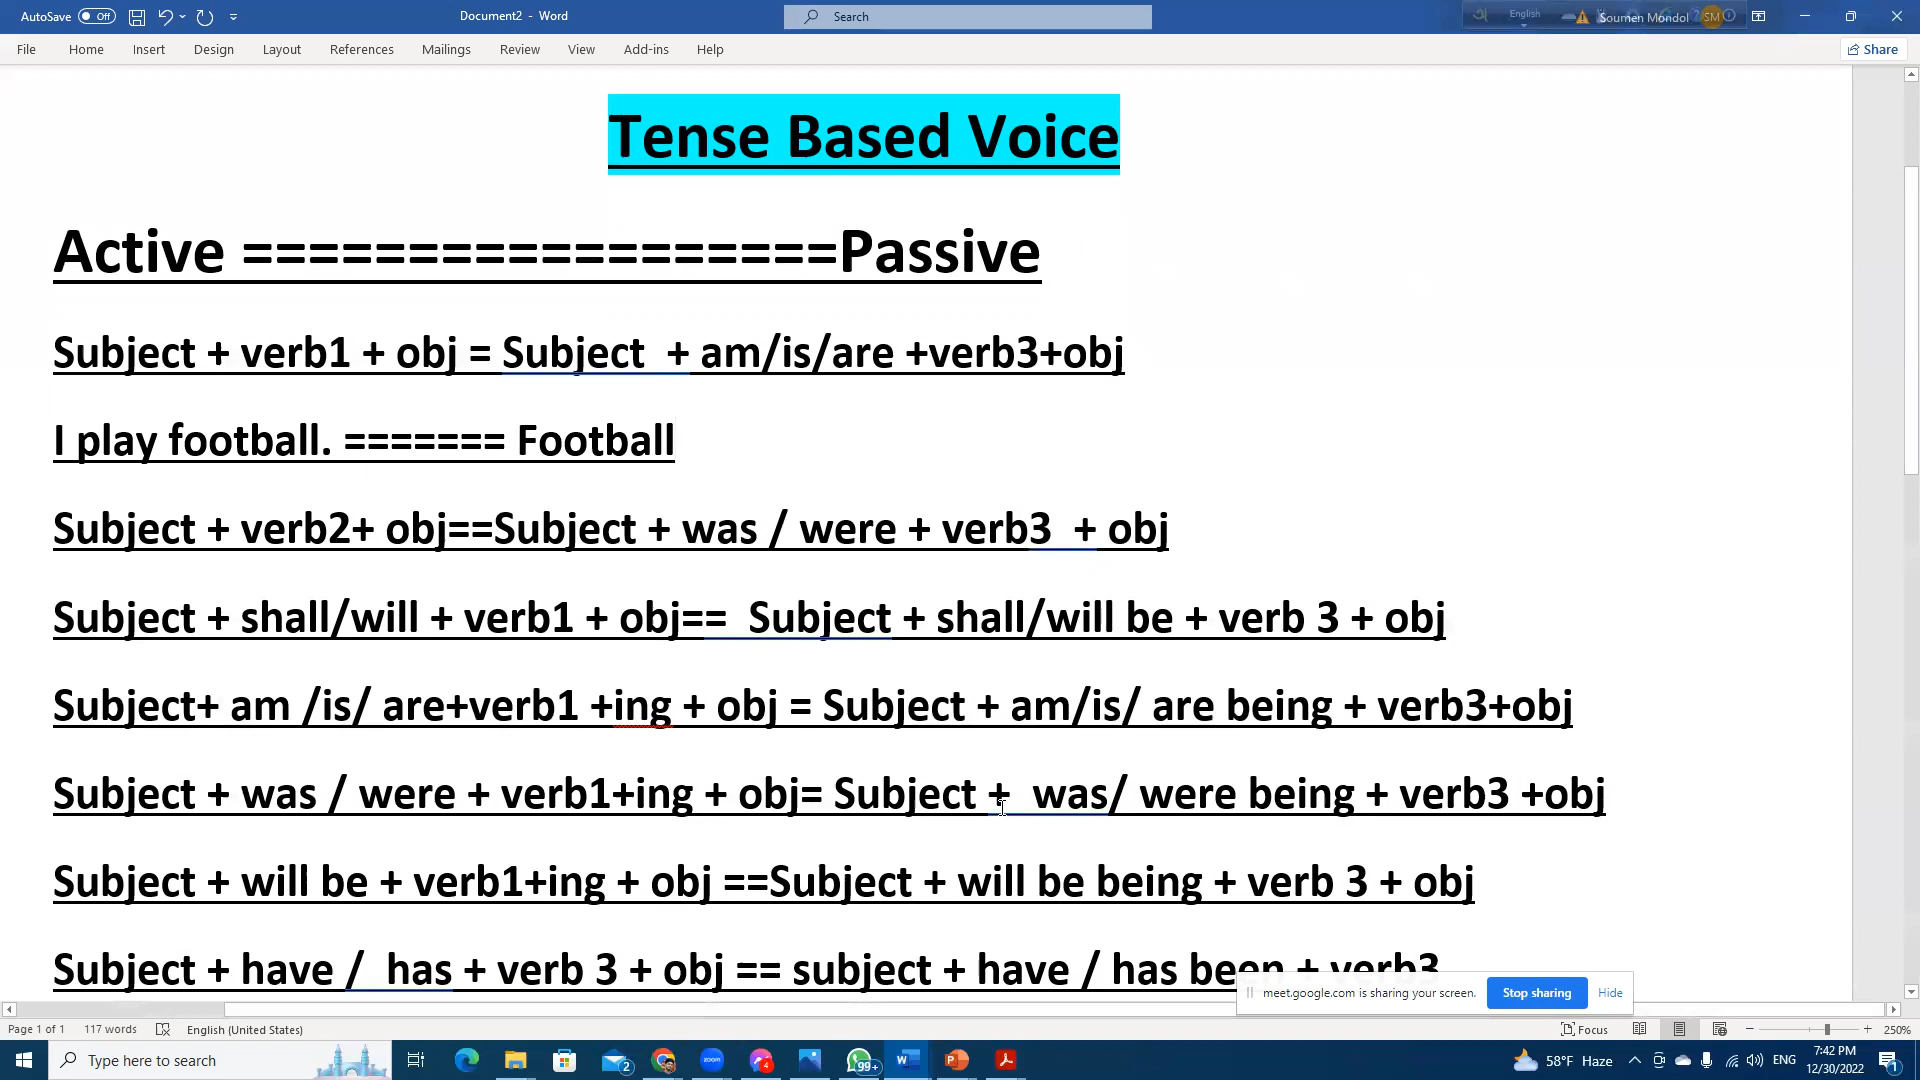 AutoSave Off Document2 - Word Search English Soumen Mondol SM
File Home Insert Design Layout References Mailings Review View Add-ins Help Share
Tense Based Voice
Active ==================Passive
Subject + verb1 + obj = Subject + am/is/are +verb3+obj
I play football. ======= Football
Subject + verb2+ obj==Subject + was / were + verb3 + obj
Subject + shall/will + verb1 + obj== Subject + shall/will be + verb 3 + obj
Subject+ am /is/ are+verb1 +ing + obj = Subject + am/is/ are being + verb3+obj
Subject + was / were + verb1+ing + obj= Subject + was/ were being + verb3 +obj
Subject + will be + verb1+ing + obj ==Subject + will be being + verb 3 + obj
Subject + have / has + verb 3 + obj == subject + have / has been + verb3
meet.google.com is sharing your screen. Stop sharing Hide
Page 1 of 1 117 words English (United States) Focus 250%
Type here to search 2 zoom 4 99+ 58°F Haze ENG 7:42 PM
12/30/2022 1